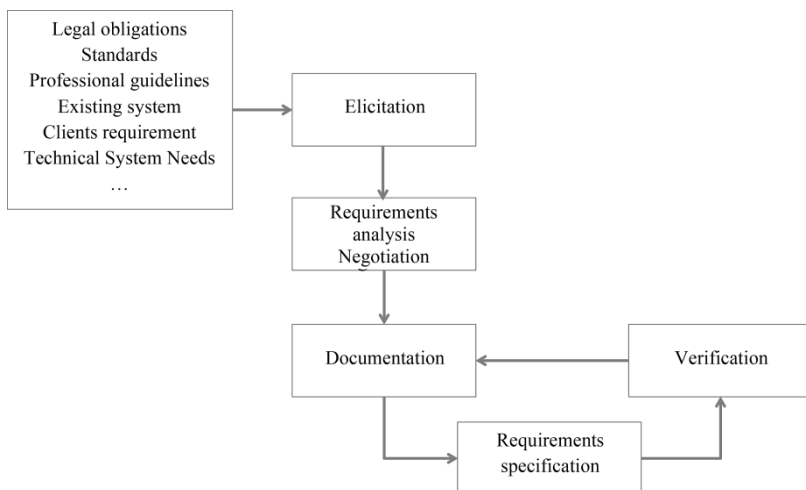 Legal obligations
Standards
Professional guidelines
Existing system
Clients requirement
Technical System Needs
…
Elicitation
Requirements
analysis
Negotiation
Documentation
Verification
Requirements
specification